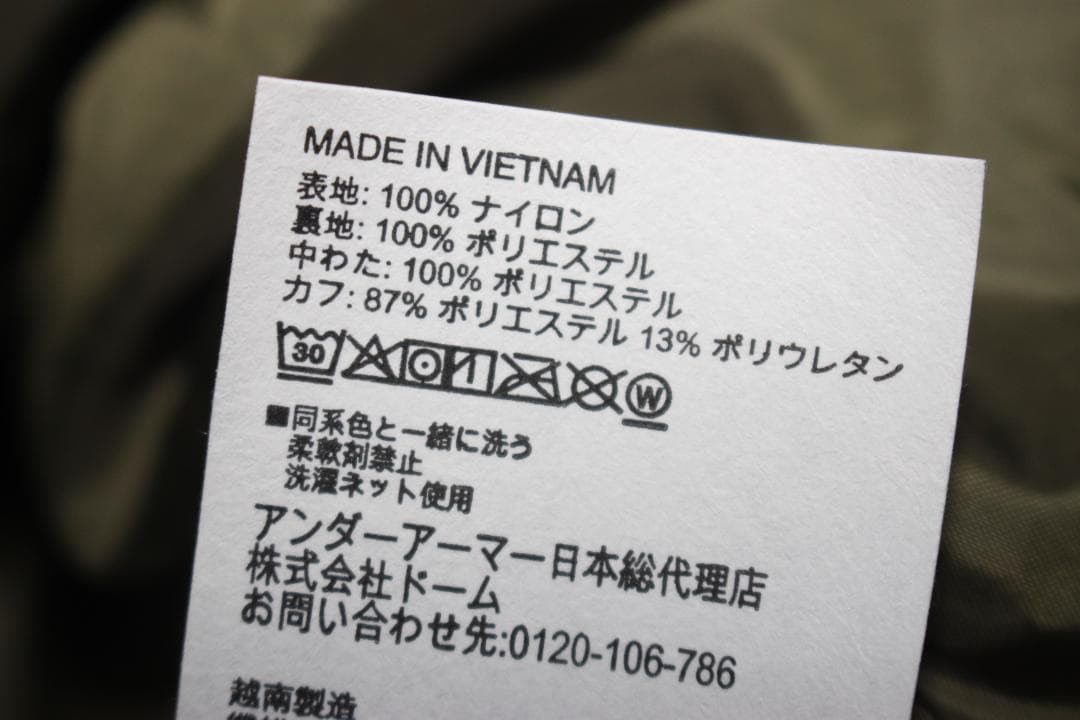 MADE IN VIETNAM
表地: 100% ナイロン
裏地: 100% ポリエステル
中わた: 100% ポリエステル
カフ: 87% ポリエステル 13% ポリウレタン
30 W
■同系色と一緒に洗う
柔軟剤禁止
洗濯ネット使用
アンダーアーマー日本総代理店
株式会社ドーム
お問い合わせ先:0120-106-786
越南製造